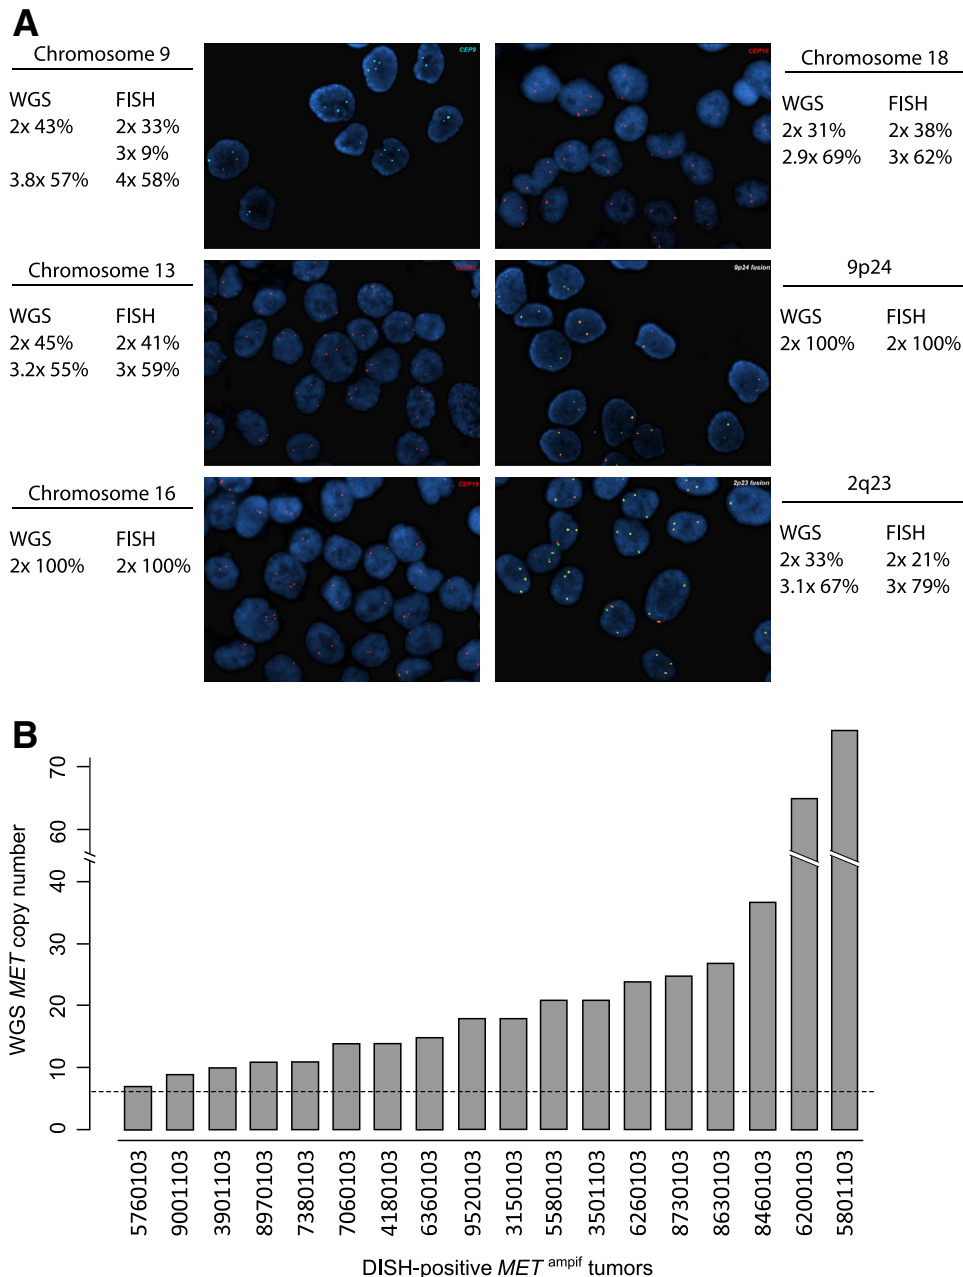 A
Chromosome 9
WGS FISH
2x 43% 2x 33%
3x 9%
3.8x 57% 4x 58%
CEP9
CEP18
Chromosome 18
WGS FISH
2x 31% 2x 38%
2.9x 69% 3x 62%
Chromosome 13
WGS FISH
2x 45% 2x 41%
3.2x 55% 3x 59%
9p24 fusion
9p24
WGS FISH
2x 100% 2x 100%
Chromosome 16
WGS FISH
2x 100% 2x 100%
CEP16
2p23 fusion
2q23
WGS FISH
2x 33% 2x 21%
3.1x 67% 3x 79%
B
WGS MET copy number
70
60
40
30
20
10
0
5760103
9001103
3901103
8970103
7380103
7060103
4180103
6360103
9520103
3150103
5580103
3501103
6260103
8730103
8630103
8460103
6200103
5801103
DISH-positive MET ampif tumors